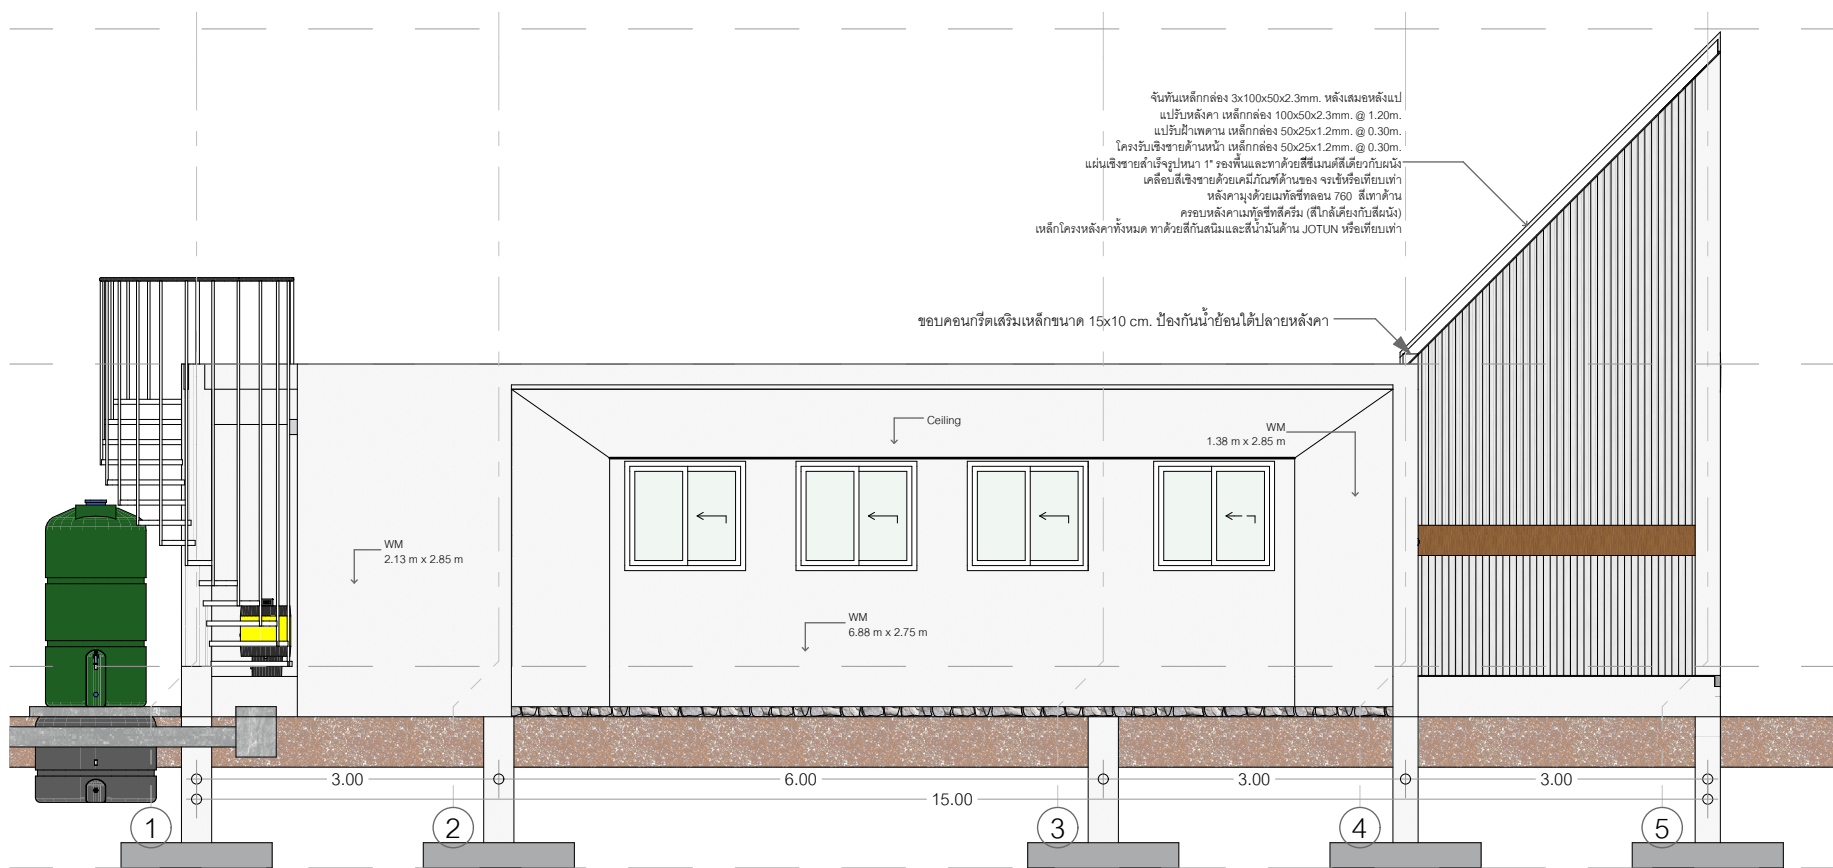 จันทันเหล็กกล่อง 3x100x50x2.3mm. หลังเสมอหลังแป
แปรับหลังคา เหล็กกล่อง 100x50x2.3mm. @ 1.20m.
แปรับฝ้าเพดาน เหล็กกล่อง 50x25x1.2mm. @ 0.30m.
โครงรับเชิงชายด้านหน้า เหล็กกล่อง 50x25x1.2mm. @ 0.30m.
แผ่นเชิงชายสำเร็จรูปหนา 1" รองพื้นและทาด้วยสีซีเมนต์สีเดียวกับผนัง
เคลือบสีเชิงชายด้วยเคมีภัณฑ์ด้านของ จรเข้หรือเทียบเท่า
หลังคามุงด้วยเมทัลชีทลอน 760 สีเทาด้าน
ครอบหลังคาเมทัลชีทสีครีม (สีใกล้เคียงกับสีผนัง)
เหล็กโครงหลังคาทั้งหมด ทาด้วยสีกันสนิมและสีน้ำมันด้าน JOTUN หรือเทียบเท่า
ขอบคอนกรีตเสริมเหล็กขนาด 15x10 cm. ป้องกันน้ำย้อนใต้ปลายหลังคา
Ceiling
WM
1.38 m x 2.85 m
WM
2.13 m x 2.85 m
WM
6.88 m x 2.75 m
3.00
6.00
3.00
3.00
15.00
1
2
3
4
5